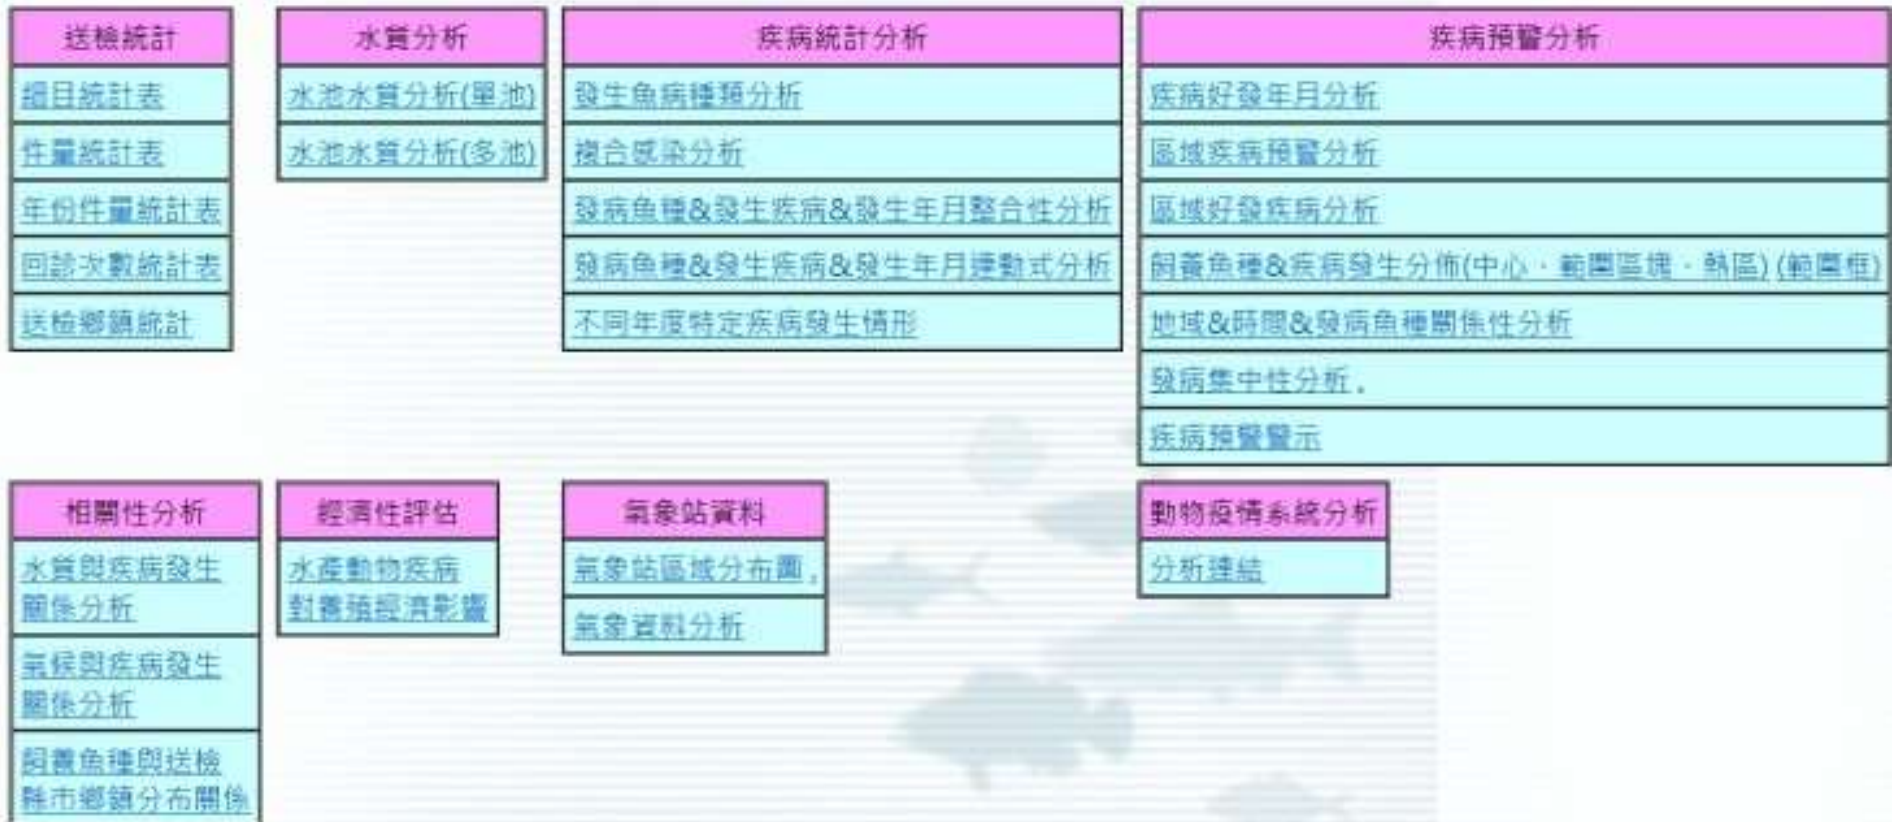 送檢統計
細目統計表
件量統計表
年份件量統計表
回診次數統計表
送檢鄉鎮統計
水質分析
水池水質分析(單池)
水池水質分析(多池)
疾病統計分析
發生魚病種類分析
複合感染分析
發病魚種&發生疾病&發生年月整合性分析
發病魚種&發生疾病&發生年月連動式分析
不同年度特定疾病發生情形
疾病預警分析
疾病好發年月分析
區域疾病預警分析
區域好發疾病分析
飼養魚種&疾病發生分佈(中心、範圍區塊、熱區) (範圍框)
地域&時間&發病魚種關係性分析
發病集中性分析.
疾病預警警示
相關性分析
水質與疾病發生
關係分析
氣候與疾病發生
關係分析
飼養魚種與送檢
縣市鄉鎮分布關係
經濟性評估
水產動物疾病
對養殖經濟影響
氣象站資料
氣象站區域分布圖.
氣象資料分析
動物疫情系統分析
分析連結